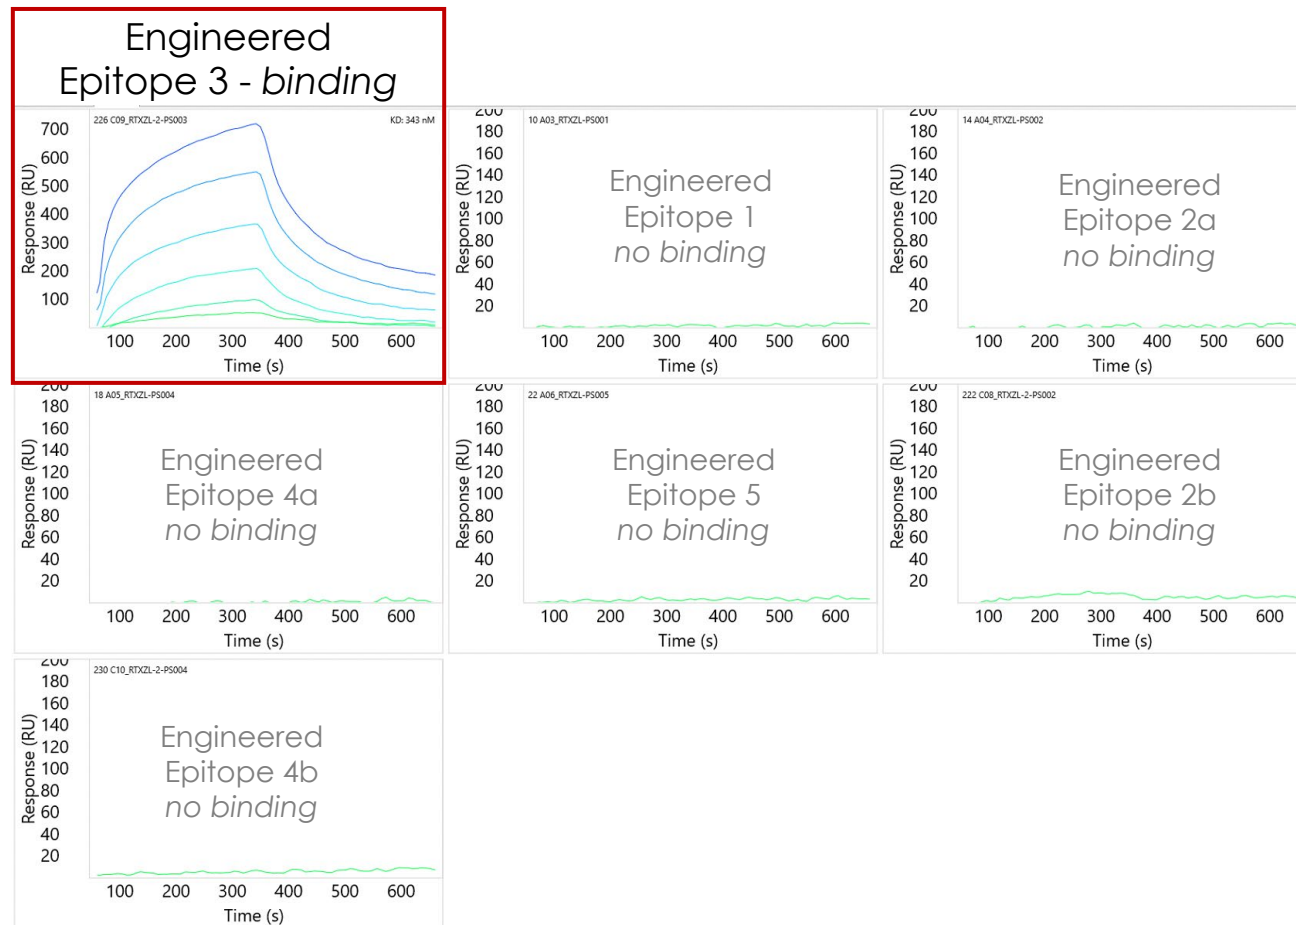 Engineered
Epitope 3 - binding
226 C09_RTXZL-2-PS003
KD: 343 nM
700
600
500
400
300
200
100
Response (RU)
100 200 300 400 500 600
Time (s)
10 A03_RTXZL-PS001
Engineered
Epitope 1
no binding
200
180
160
140
120
100
80
60
40
20
Response (RU)
100 200 300 400 500 600
Time (s)
14 A04_RTXZL-PS002
Engineered
Epitope 2a
no binding
200
180
160
140
120
100
80
60
40
20
Response (RU)
100 200 300 400 500 600
Time (s)
18 A05_RTXZL-PS004
Engineered
Epitope 4a
no binding
200
180
160
140
120
100
80
60
40
20
Response (RU)
100 200 300 400 500 600
Time (s)
22 A06_RTXZL-PS005
Engineered
Epitope 5
no binding
200
180
160
140
120
100
80
60
40
20
Response (RU)
100 200 300 400 500 600
Time (s)
222 C08_RTXZL-2-PS002
Engineered
Epitope 2b
no binding
200
180
160
140
120
100
80
60
40
20
Response (RU)
100 200 300 400 500 600
Time (s)
230 C10_RTXZL-2-PS004
Engineered
Epitope 4b
no binding
200
180
160
140
120
100
80
60
40
20
Response (RU)
100 200 300 400 500 600
Time (s)